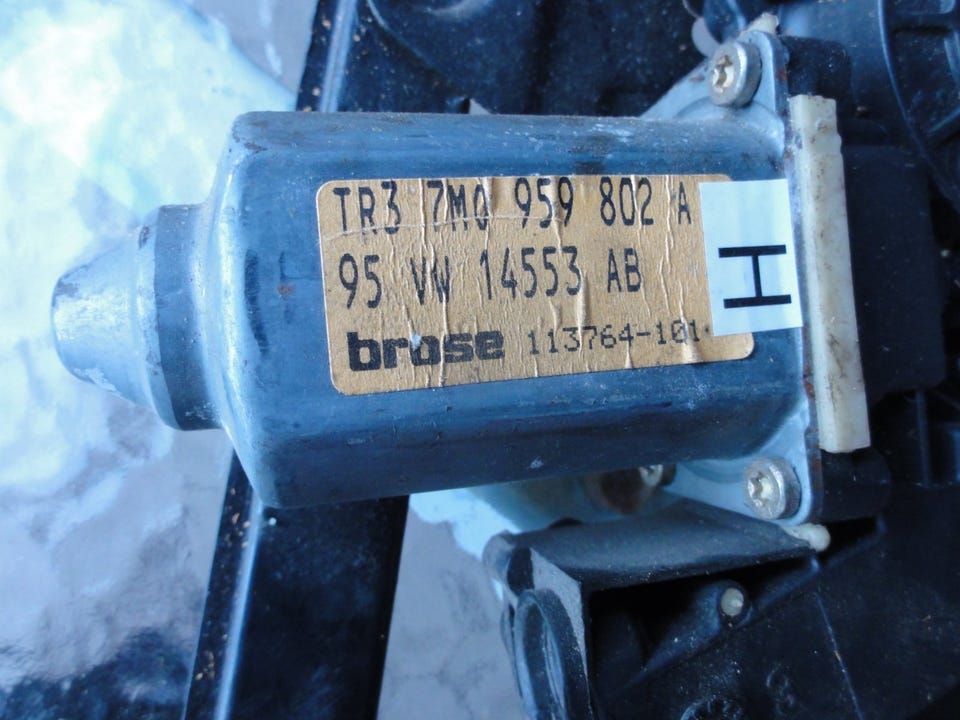 TR3 7M0 959 802 A
95 VW 14553 AB
brose 113764-101
H